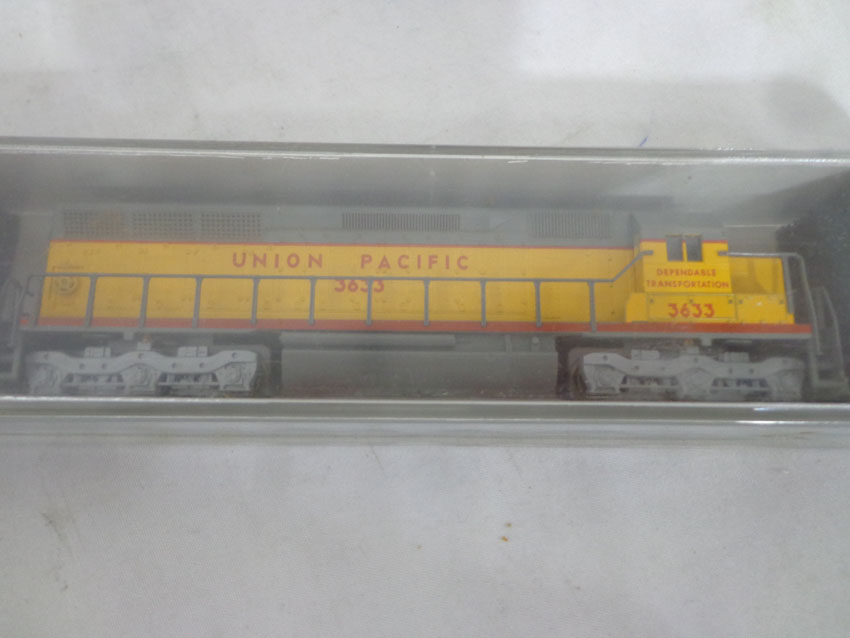 UNION PACIFIC
3633
DEPENDABLE
TRANSPORTATION
3633